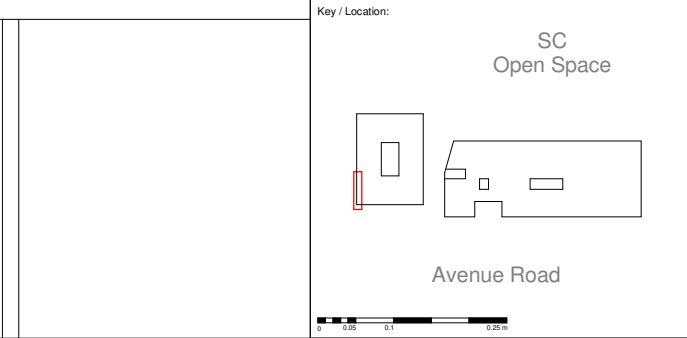 Key / Location:
SC
Open Space
Avenue Road
0 0.05 0.1 0.25 m